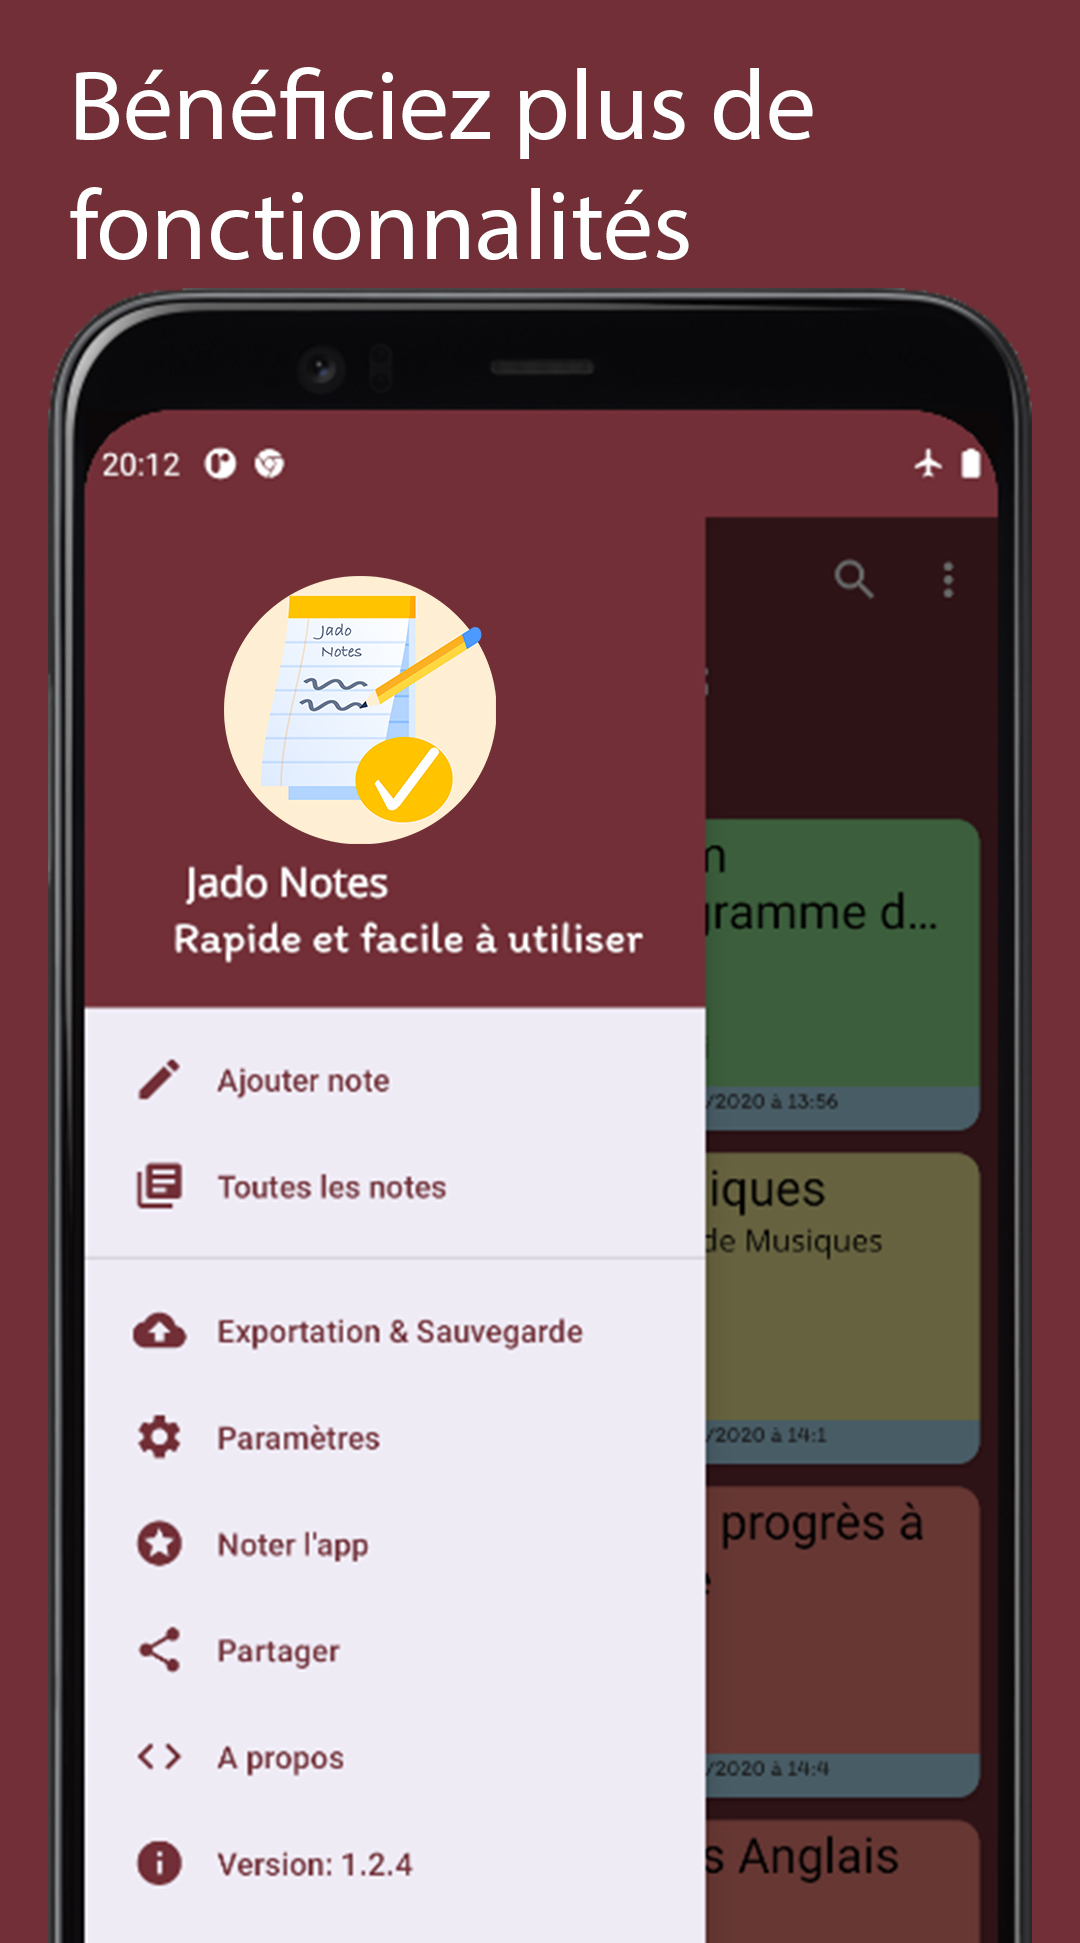 Bénéficiez plus de
fonctionnalités
20:12
Jado
Notes
Jado Notes
Rapide et facile à utiliser
gramme d...
/2020 à 13:56
iques
de Musiques
/2020 à 14:1
progrès à
/2020 à 14:4
s Anglais
Ajouter note
Toutes les notes
Exportation & Sauvegarde
Paramètres
Noter l'app
Partager
A propos
Version: 1.2.4